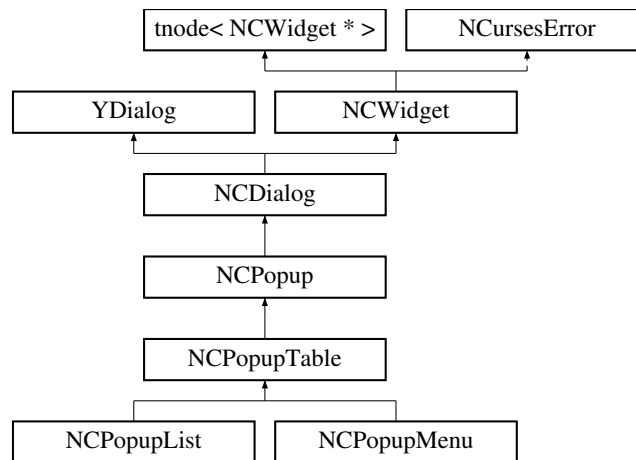 tnode< NCWidget * >
NCursesError
YDialog
NCWidget
NCDialog
NCPopup
NCPopupTable
NCPopupList
NCPopupMenu